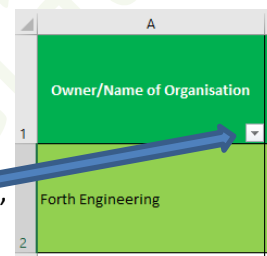 A
Owner/Name of Organisation
1
,
Forth Engineering
2